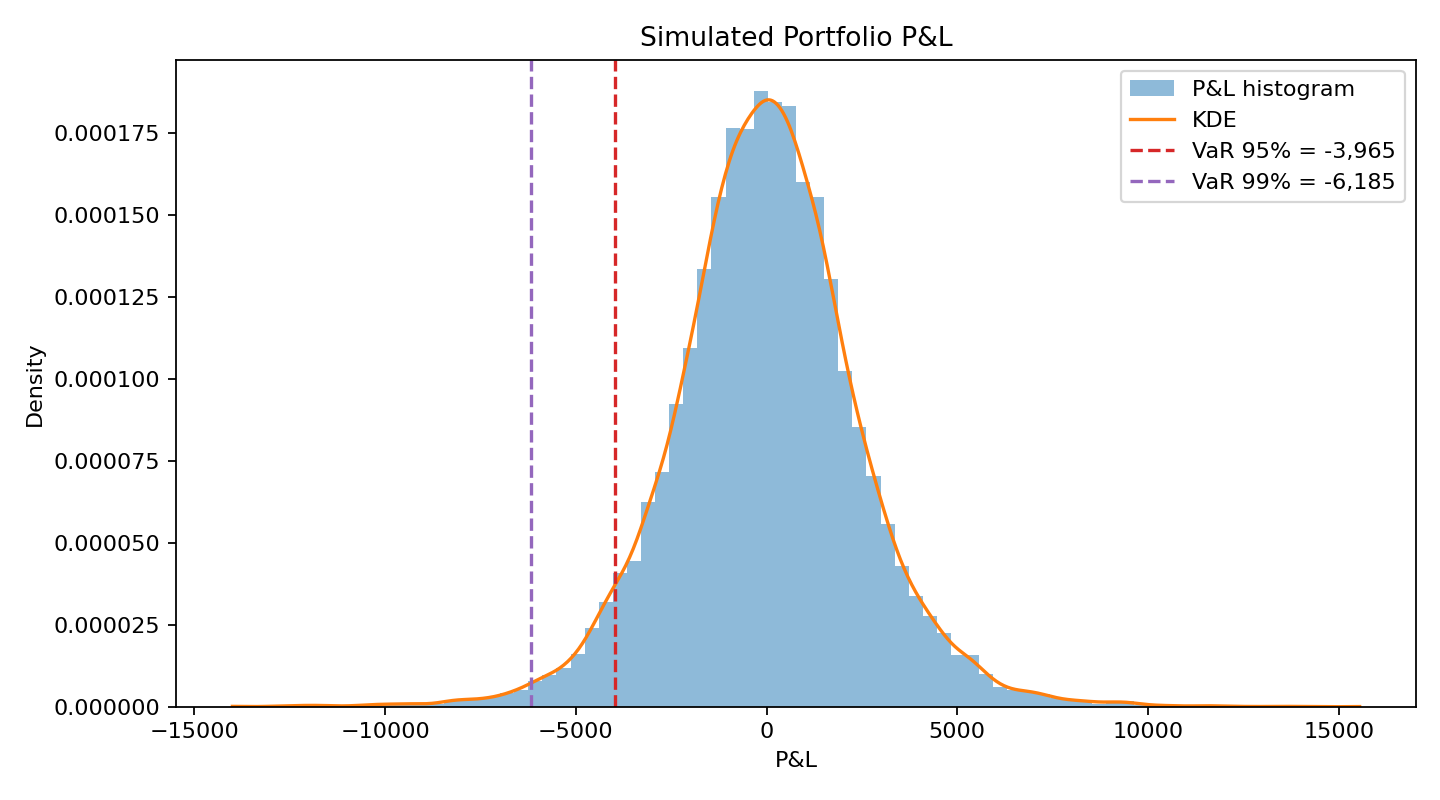 Simulated Portfolio P&L
P&L histogram
KDE
VaR 95% = -3,965
VaR 99% = -6,185
Density
0.000175
0.000150
0.000125
0.000100
0.000075
0.000050
0.000025
0.000000
−15000
−10000
−5000
0
5000
10000
15000
P&L